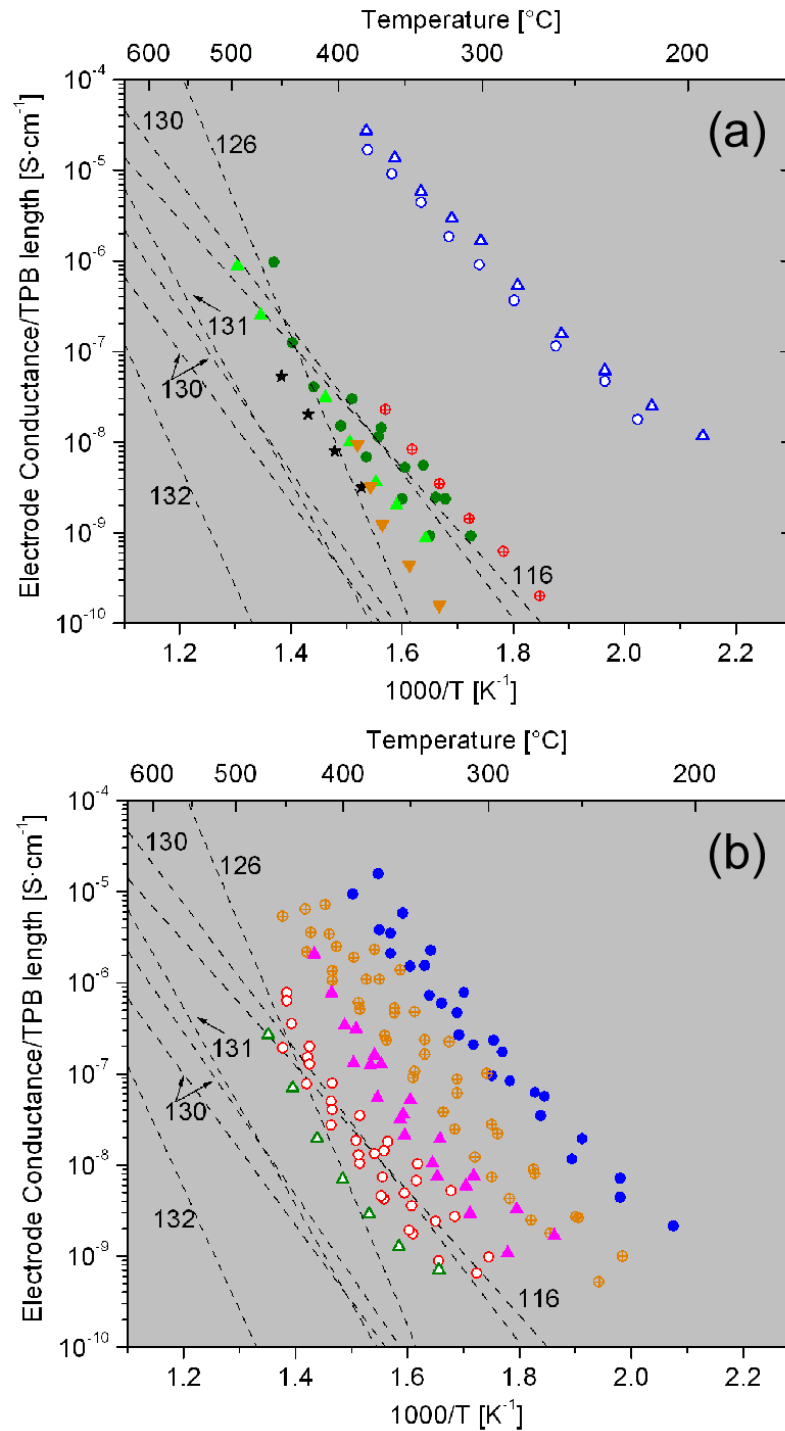 Temperature [°C]
600 500 400 300 200
10⁻⁴
(a)
130
126
10⁻⁵
10⁻⁶
131
10⁻⁷
130
10⁻⁸
132
10⁻⁹
116
10⁻¹⁰
Electrode Conductance/TPB length [S·cm⁻¹]
1.2 1.4 1.6 1.8 2.0 2.2
1000/T [K⁻¹]
Temperature [°C]
600 500 400 300 200
10⁻⁴
(b)
130
126
10⁻⁵
10⁻⁶
131
10⁻⁷
130
10⁻⁸
132
10⁻⁹
116
10⁻¹⁰
Electrode Conductance/TPB length [S·cm⁻¹]
1.2 1.4 1.6 1.8 2.0 2.2
1000/T [K⁻¹]